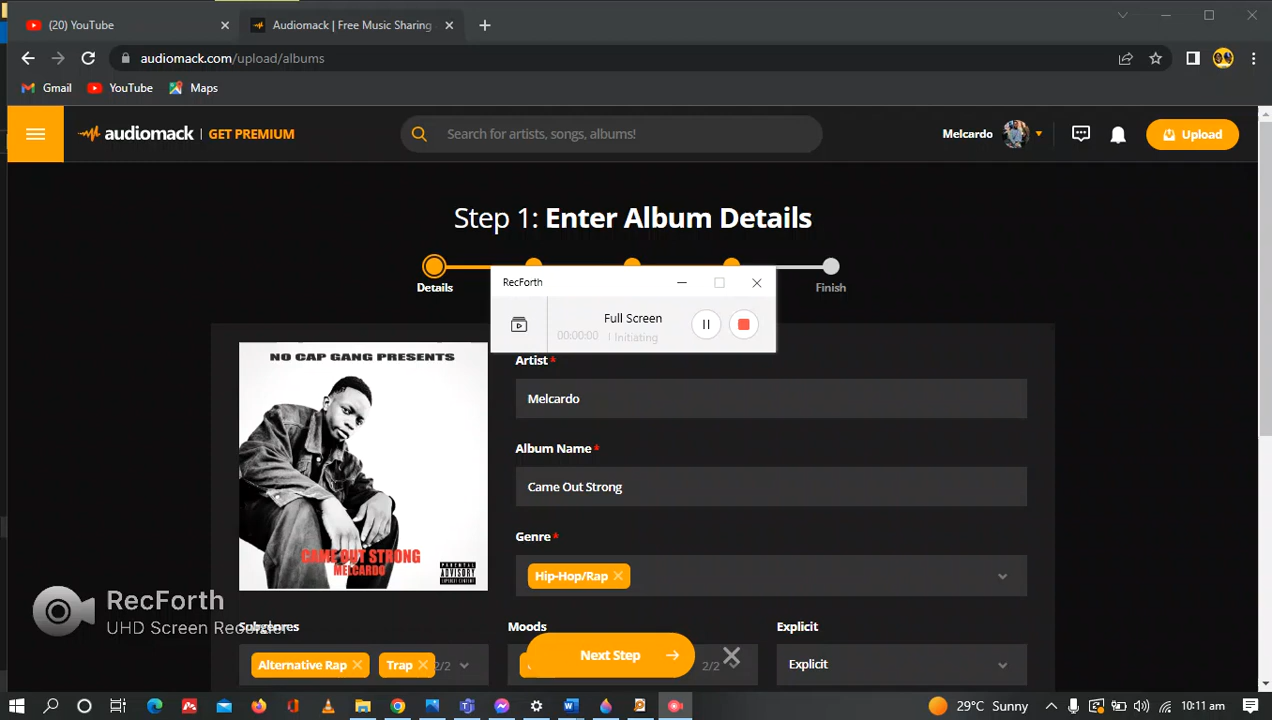 (20) YouTube
Audiomack | Free Music Sharing
audiomack.com/upload/albums
Gmail YouTube Maps
audiomack | GET PREMIUM
Search for artists, songs, albums!
Melcardo
Upload
Step 1: Enter Album Details
Details
Finish
RecForth
Full Screen
00:00:00 | Initiating
NO CAP GANG PRESENTS
CAME OUT STRONG
MELCARDO
PARENTAL
ADVISORY
EXPLICIT CONTENT
Artist *
Melcardo
Album Name *
Came Out Strong
Genre *
Hip-Hop/Rap
RecForth
UHD Screen Recorder
Subgenres
Alternative Rap Trap 2/2
Moods
2/2
Next Step
Explicit
Explicit
29°C Sunny
10:11 am